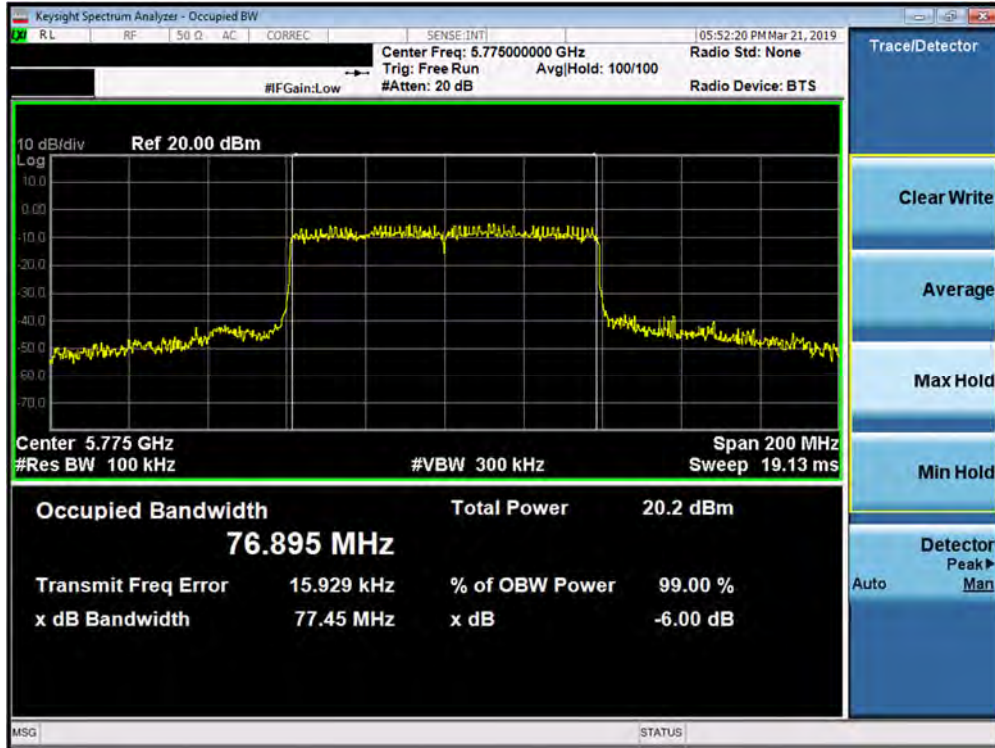 Keysight Spectrum Analyzer - Occupied BW
LXI RL RF 50 Ω AC CORREC SENSE:INT 05:52:20 PM Mar 21, 2019
Center Freq: 5.775000000 GHz Radio Std: None
Trig: Free Run Avg|Hold: 100/100
#IFGain:Low #Atten: 20 dB Radio Device: BTS
10 dB/div Ref 20.00 dBm
Log
10.0
0.00
-10.0
-20.0
-30.0
-40.0
-50.0
-60.0
-70.0
Center 5.775 GHz Span 200 MHz
#Res BW 100 kHz #VBW 300 kHz Sweep 19.13 ms
Occupied Bandwidth Total Power 20.2 dBm
76.895 MHz
Transmit Freq Error 15.929 kHz % of OBW Power 99.00 %
x dB Bandwidth 77.45 MHz x dB -6.00 dB
MSG STATUS
Trace/Detector
Clear Write
Average
Max Hold
Min Hold
Detector
Peak▶
Auto Man